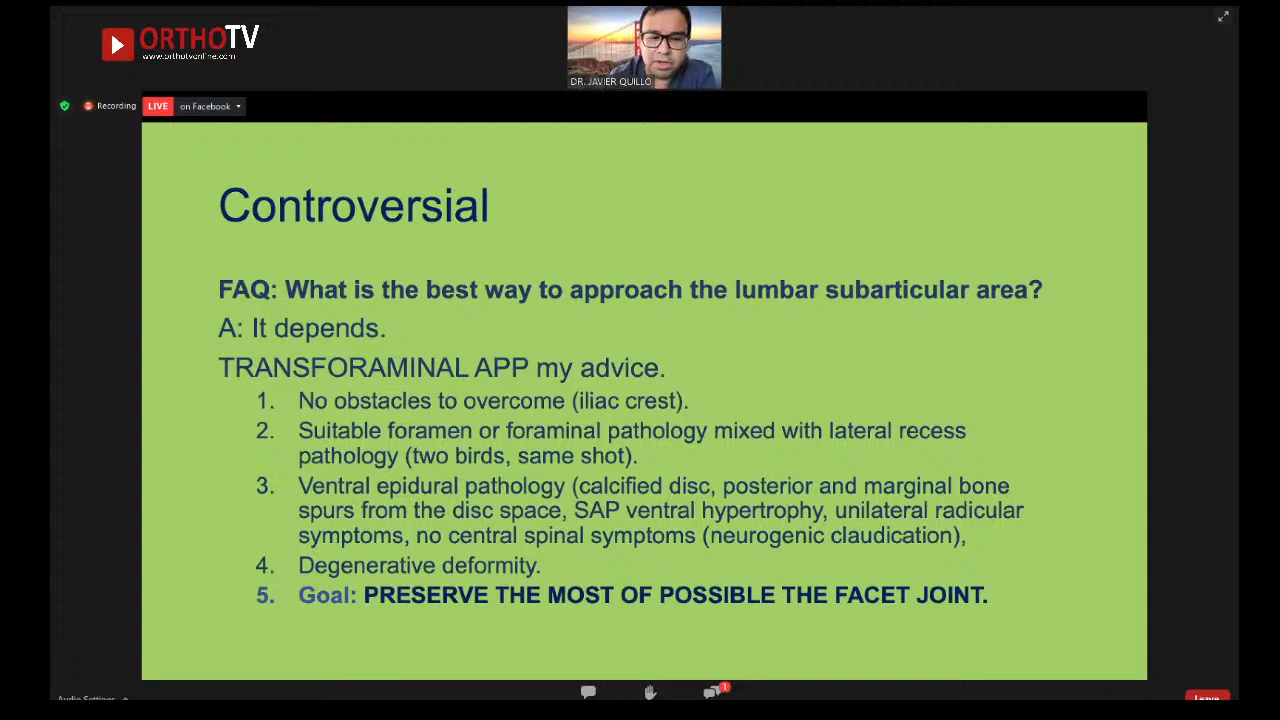 ORTHOTV
www.orthotvonline.com
DR. JAVIER QUILLO
Recording
LIVE on Facebook
Controversial
FAQ: What is the best way to approach the lumbar subarticular area?
A: It depends.
TRANSFORAMINAL APP my advice.
1. No obstacles to overcome (iliac crest).
2. Suitable foramen or foraminal pathology mixed with lateral recess
pathology (two birds, same shot).
3. Ventral epidural pathology (calcified disc, posterior and marginal bone
spurs from the disc space, SAP ventral hypertrophy, unilateral radicular
symptoms, no central spinal symptoms (neurogenic claudication),
4. Degenerative deformity.
5. Goal: PRESERVE THE MOST OF POSSIBLE THE FACET JOINT.
1
Audio Settings
Leave